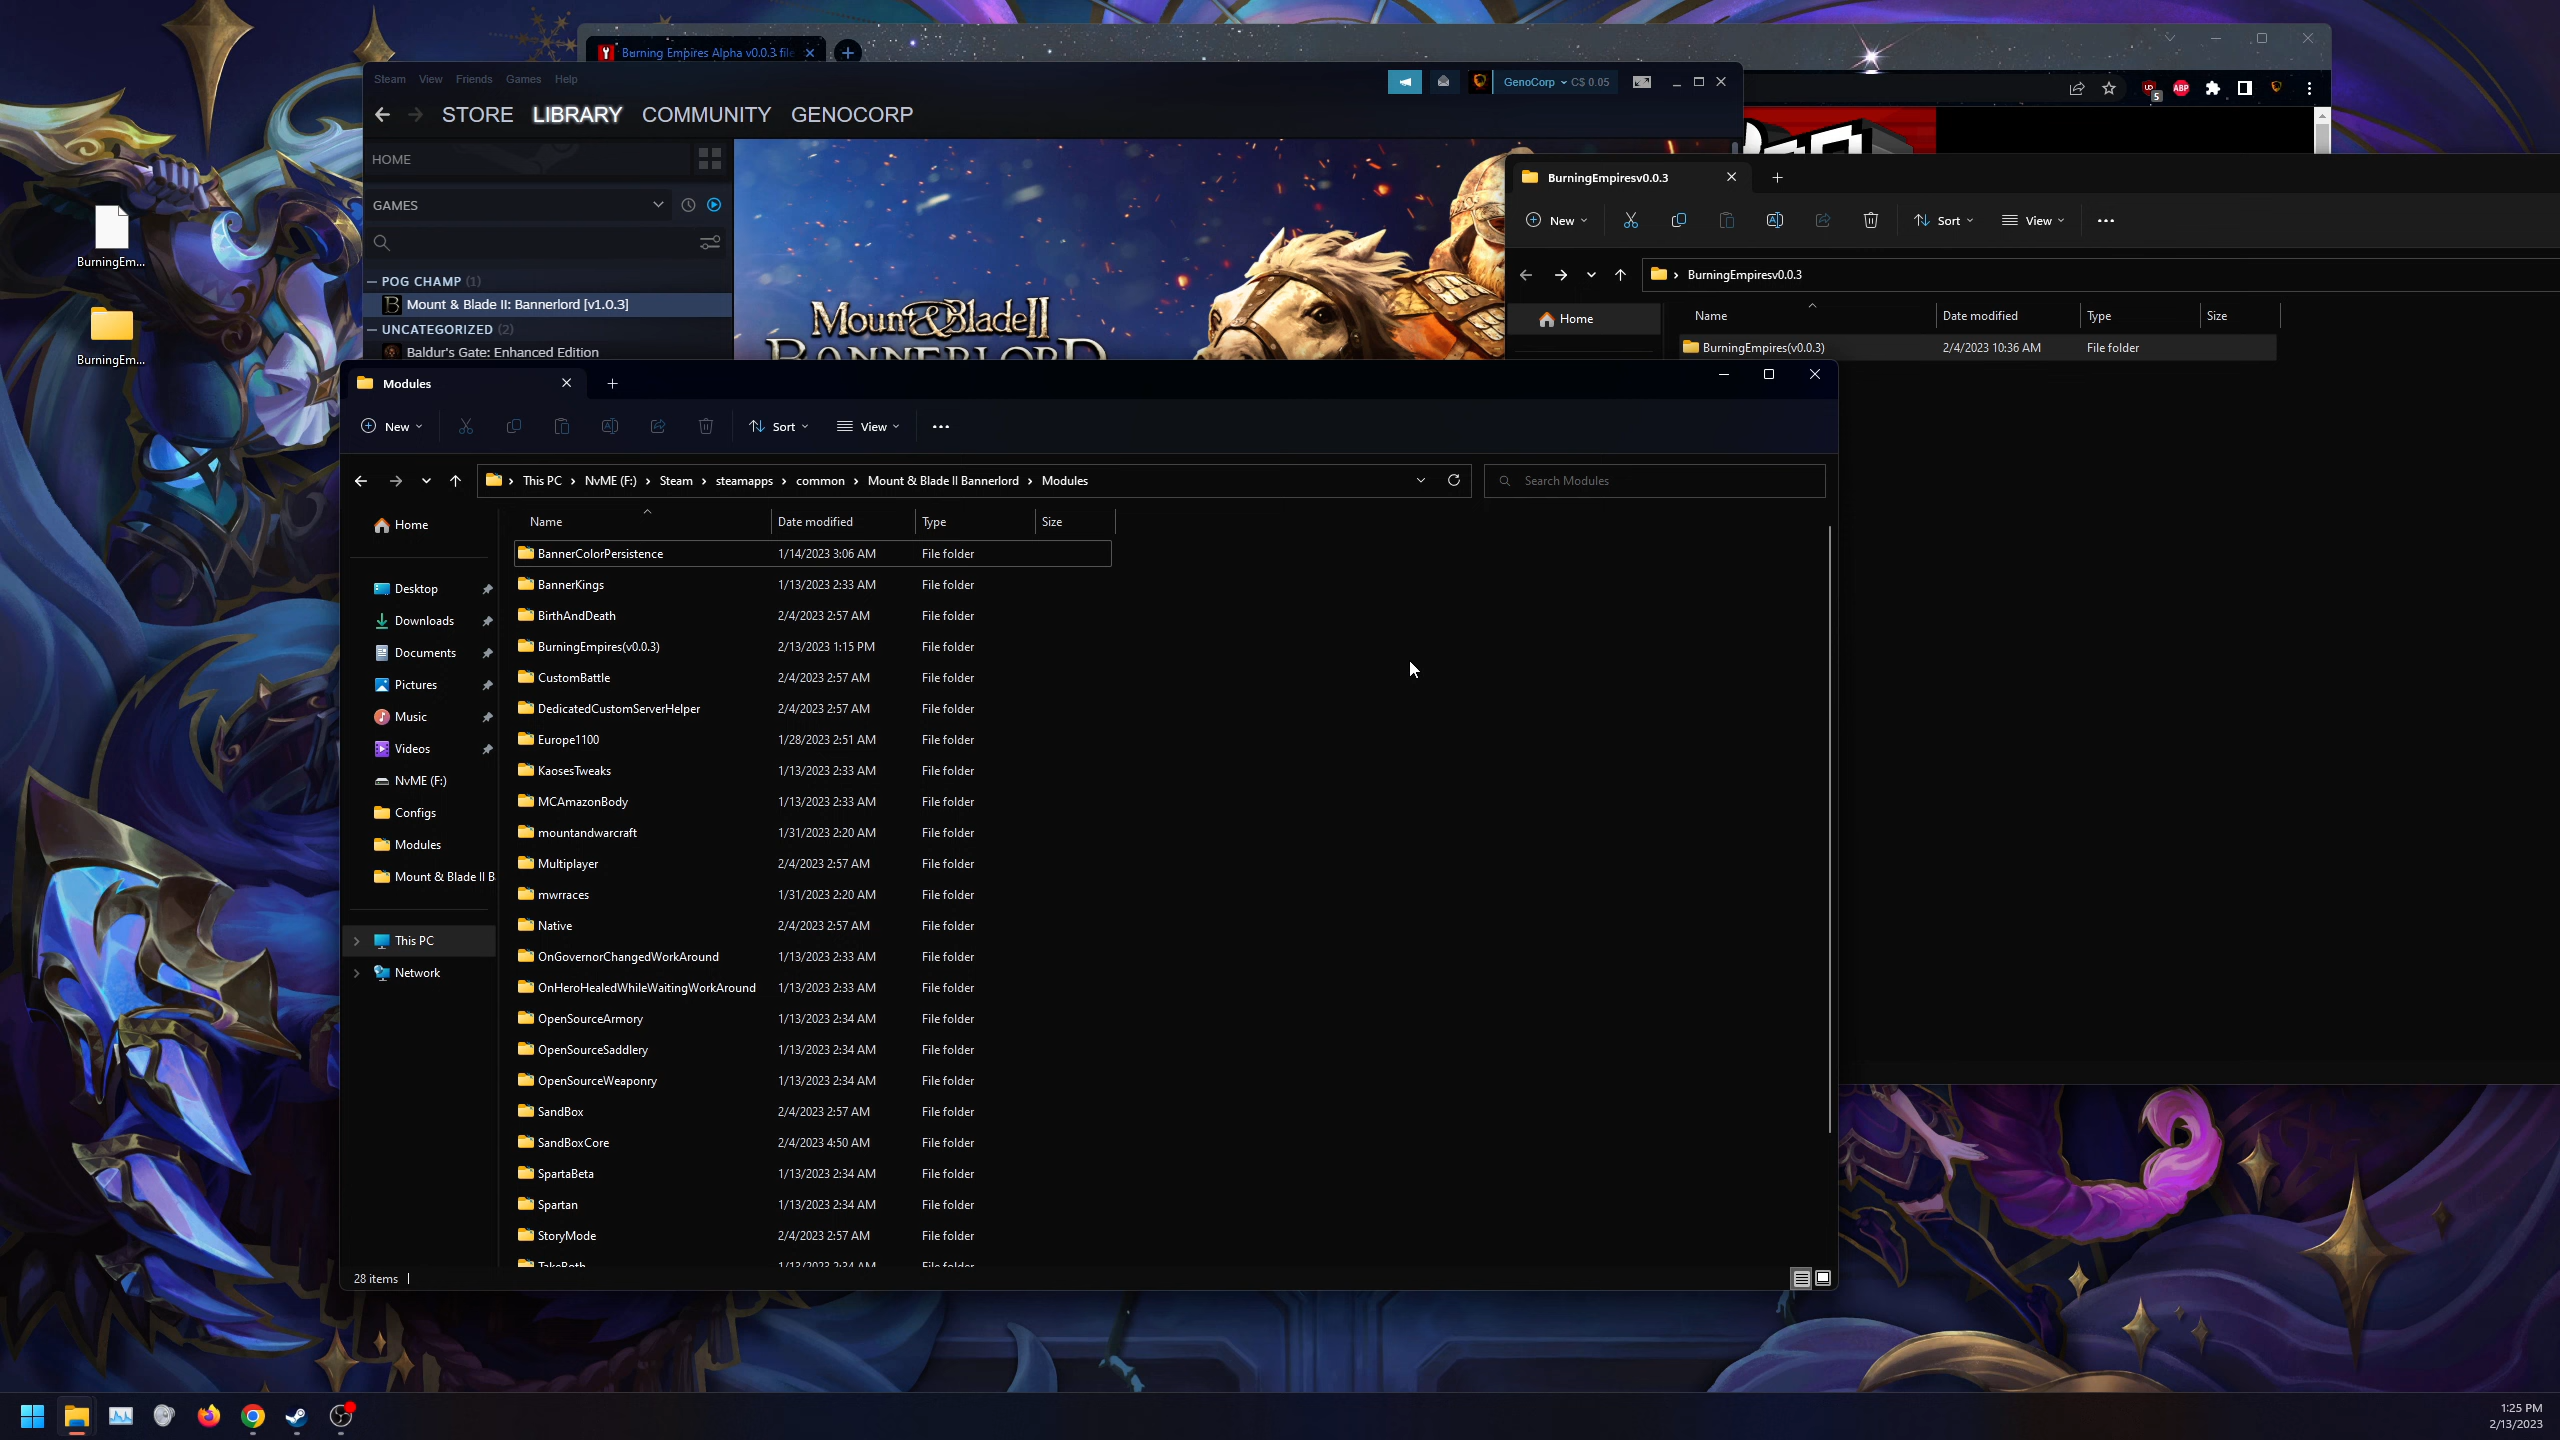 BurningEm...
BurningEm...
Burning Empires Alpha v0.0.3 file
5
ABP
Steam View Friends Games Help
GenoCorp C$ 0.05
STORE LIBRARY COMMUNITY GENOCORP
HOME
GAMES
POG CHAMP (1)
Mount & Blade II: Bannerlord [v1.0.3]
UNCATEGORIZED (2)
Baldur's Gate: Enhanced Edition
Mount & Blade II
BANNERLORD
BurningEmpiresv0.0.3
New
Sort
View
BurningEmpiresv0.0.3
Home
Name Date modified Type Size
BurningEmpires(v0.0.3) 2/4/2023 10:36 AM File folder
Modules
New
Sort
View
This PC > NvME (F:) > Steam > steamapps > common > Mount & Blade II Bannerlord > Modules
Search Modules
Home
Desktop
Downloads
Documents
Pictures
Music
Videos
NvME (F:)
Configs
Modules
Mount & Blade II B
This PC
Network
Name Date modified Type Size
BannerColorPersistence 1/14/2023 3:06 AM File folder
BannerKings 1/13/2023 2:33 AM File folder
BirthAndDeath 2/4/2023 2:57 AM File folder
BurningEmpires(v0.0.3) 2/13/2023 1:15 PM File folder
CustomBattle 2/4/2023 2:57 AM File folder
DedicatedCustomServerHelper 2/4/2023 2:57 AM File folder
Europe1100 1/28/2023 2:51 AM File folder
KaosesTweaks 1/13/2023 2:33 AM File folder
MCAmazonBody 1/13/2023 2:33 AM File folder
mountandwarcraft 1/31/2023 2:20 AM File folder
Multiplayer 2/4/2023 2:57 AM File folder
mwrraces 1/31/2023 2:20 AM File folder
Native 2/4/2023 2:57 AM File folder
OnGovernorChangedWorkAround 1/13/2023 2:33 AM File folder
OnHeroHealedWhileWaitingWorkAround 1/13/2023 2:33 AM File folder
OpenSourceArmory 1/13/2023 2:34 AM File folder
OpenSourceSaddlery 1/13/2023 2:34 AM File folder
OpenSourceWeaponry 1/13/2023 2:34 AM File folder
SandBox 2/4/2023 2:57 AM File folder
SandBoxCore 2/4/2023 4:50 AM File folder
SpartaBeta 1/13/2023 2:34 AM File folder
Spartan 1/13/2023 2:34 AM File folder
StoryMode 2/4/2023 2:57 AM File folder
28 items
1:25 PM
2/13/2023